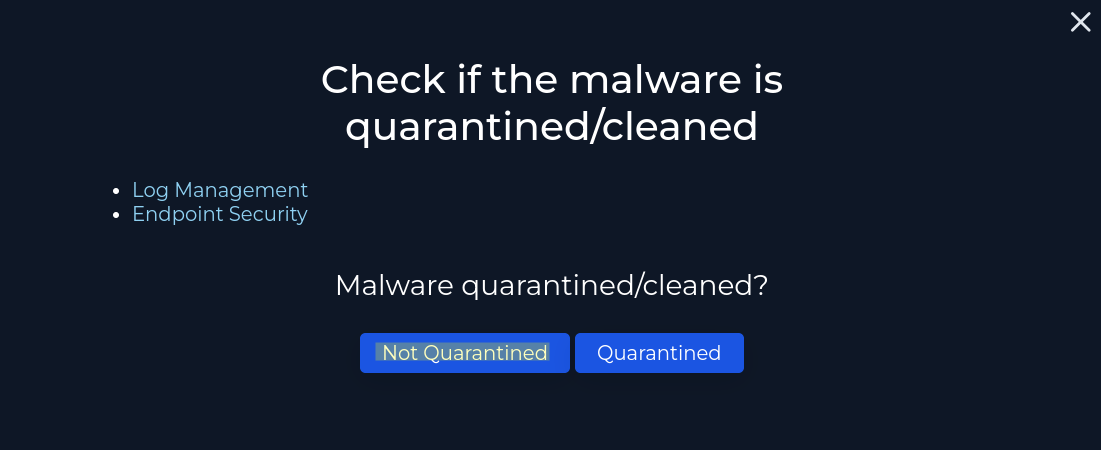 Check if the malware is
quarantined/cleaned
Log Management
Endpoint Security
Malware quarantined/cleaned?
Not Quarantined
Quarantined